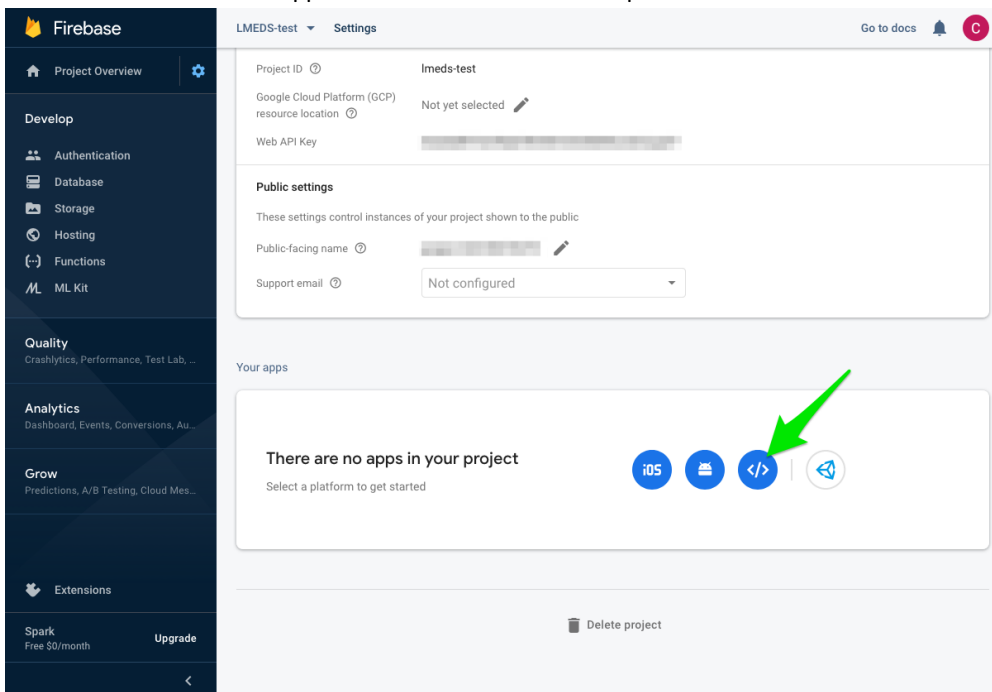 Firebase
LMEDS-test
Settings
Go to docs
C
Project Overview
Develop
Authentication
Database
Storage
Hosting
Functions
ML Kit
Quality
Crashlytics, Performance, Test Lab, ...
Analytics
Dashboard, Events, Conversions, Au...
Grow
Predictions, A/B Testing, Cloud Mes...
Extensions
Spark
Free $0/month
Upgrade
Project ID
lmeds-test
Google Cloud Platform (GCP)
resource location
Not yet selected
Web API Key
Public settings
These settings control instances of your project shown to the public
Public-facing name
Support email
Not configured
Your apps
There are no apps in your project
Select a platform to get started
iOS
</>
Delete project